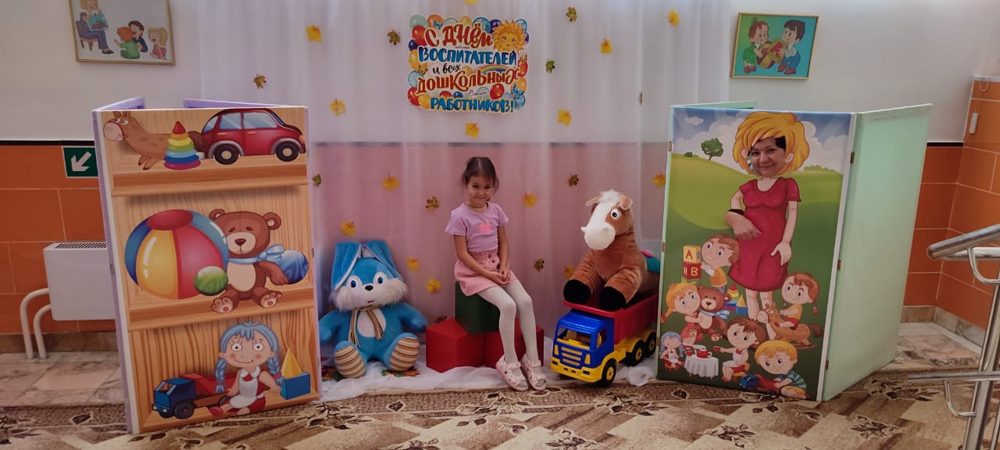 С ДНЁМ
ВОСПИТАТЕЛЕЙ
и всех
ДОШКОЛЬНЫХ
РАБОТНИКОВ!
A
H B